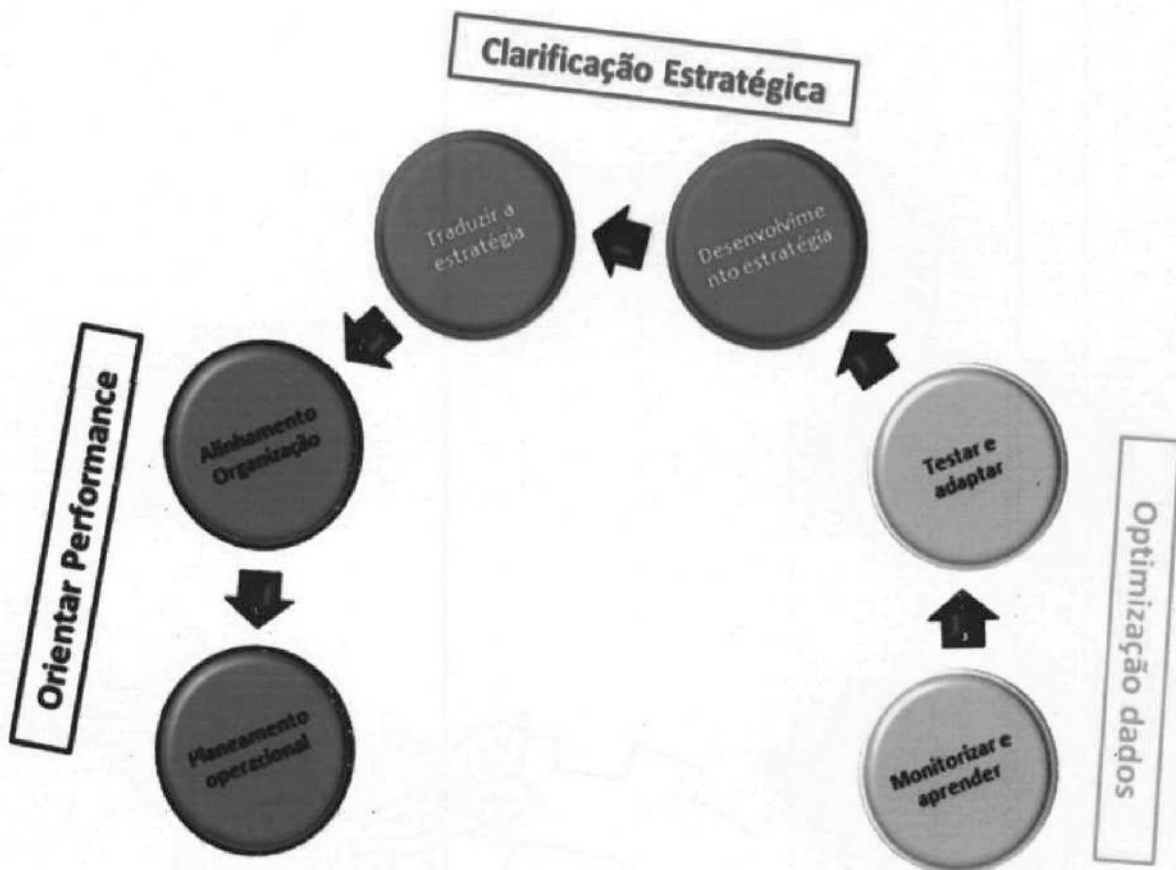 Clarificação Estratégica
Traduzir a
estratégia
Desenvolvime
nto estratégia
Orientar Performance
Alinhamento
Organização
Testar e
adaptar
Optimização dados
Planeamento
operacional
Monitorizar e
aprender